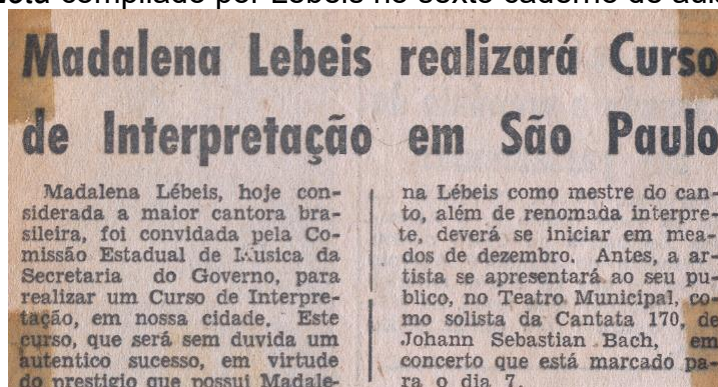 compilado por Lebeis no sexto caderno de
Madalena Lebeis realizará Curso
de Interpretação em São Paulo
Madalena Lébeis, hoje con-
siderada a maior cantora bra-
sileira, foi convidada pela Co-
missão Estadual de Musica da
Secretaria do Governo, para
realizar um Curso de Interpre-
tação, em nossa cidade. Este
curso, que será sem duvida um
autentico sucesso, em virtude
do prestigio que possui Madale-
na Lébeis como mestre do can-
to, além de renomada interpre-
te, deverá se iniciar em mea-
dos de dezembro. Antes, a ar-
tista se apresentará ao seu pu-
blico, no Teatro Municipal, co-
mo solista da Cantata 170, de
Johann Sebastian Bach, em
concerto que está marcado pa-
ra o dia 7.